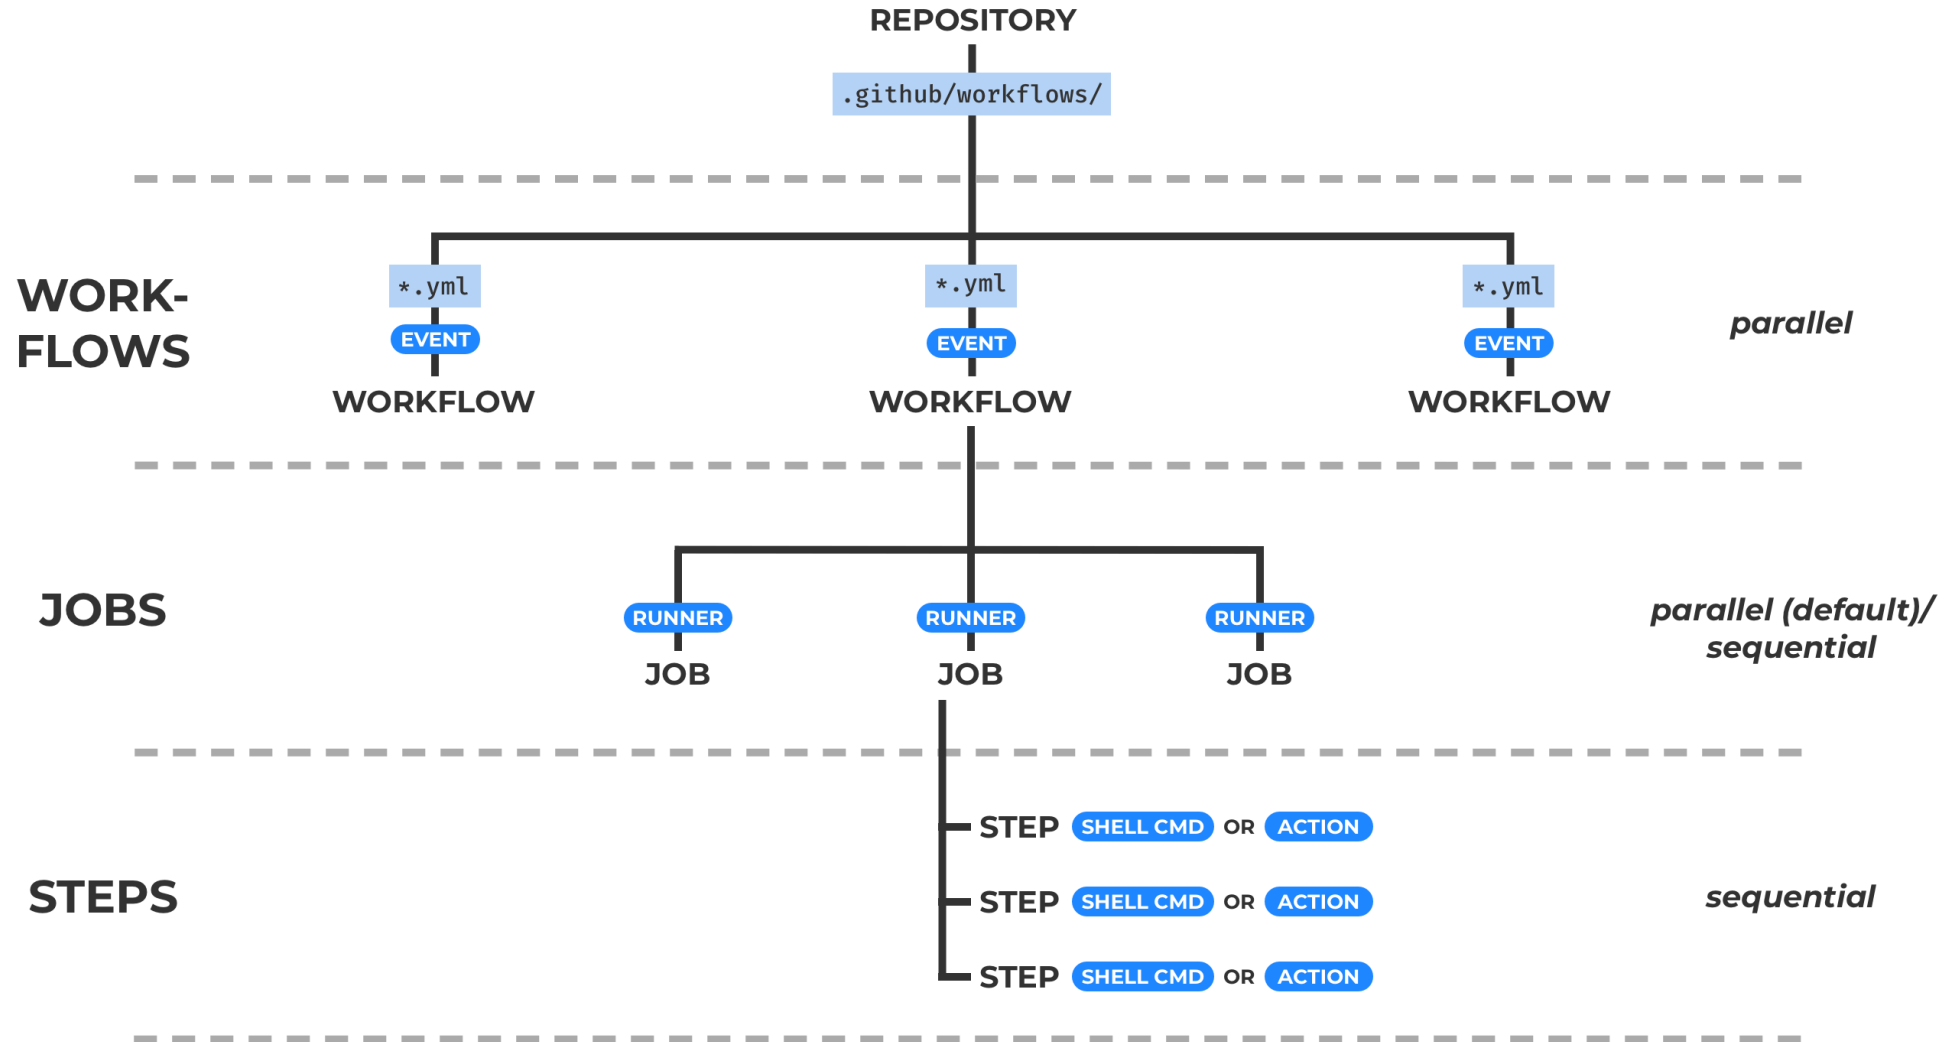 REPOSITORY
.github/workflows/
WORK-
FLOWS
*.yml *.yml *.yml
EVENT EVENT EVENT
WORKFLOW WORKFLOW WORKFLOW
parallel
JOBS
RUNNER RUNNER RUNNER
JOB JOB JOB
parallel (default)/
sequential
STEPS
STEP SHELL CMD OR ACTION
STEP SHELL CMD OR ACTION
STEP SHELL CMD OR ACTION
sequential